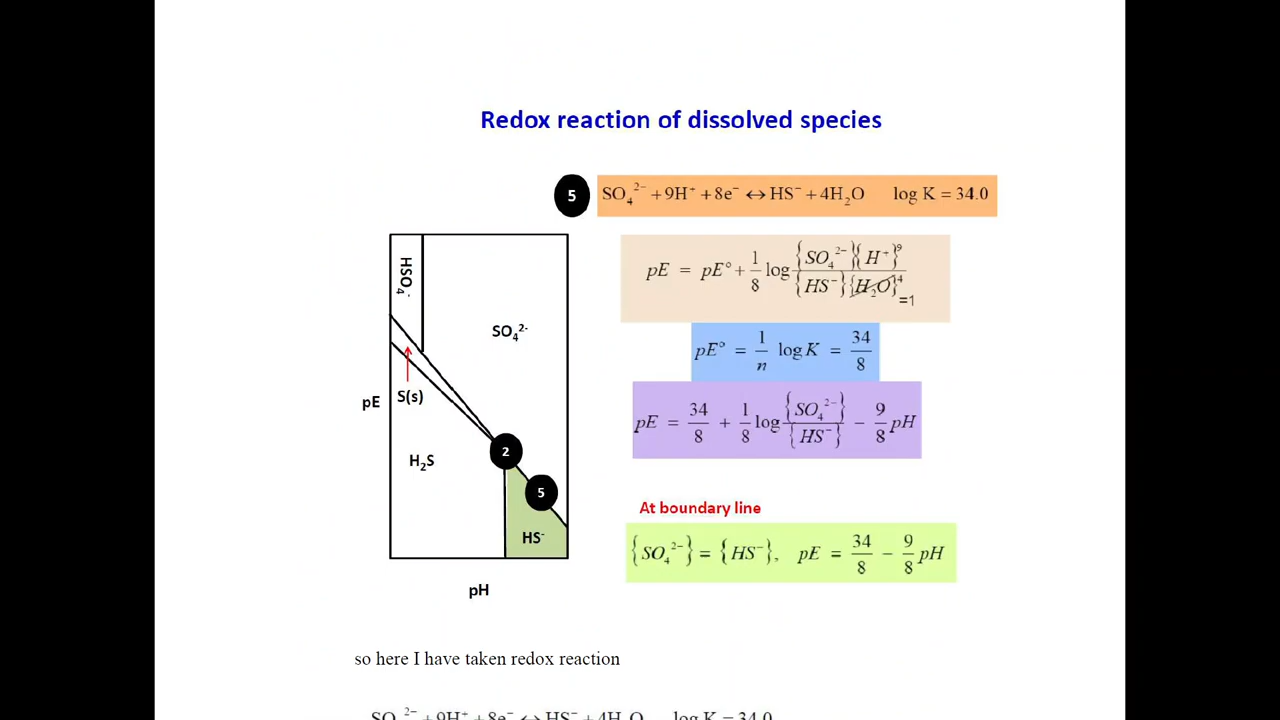 Redox reaction of dissolved species
5 SO₄²⁻ + 9H⁺ + 8e⁻ ↔ HS⁻ + 4H₂O log K = 34.0
pE = pE° + 1/8 log {SO₄²⁻}{H⁺}⁹ / {HS⁻}{H₂O}⁴ =1
pE° = 1/n log K = 34/8
pE = 34/8 + 1/8 log {SO₄²⁻}/{HS⁻} − 9/8 pH
At boundary line
{SO₄²⁻} = {HS⁻}, pE = 34/8 − 9/8 pH
HSO₄⁻
SO₄²⁻
S(s)
pE
H₂S
2
5
HS⁻
pH
so here I have taken redox reaction
SO₄²⁻ + 9H⁺ + 8e⁻ ↔ HS⁻ + 4H₂O log K = 34.0